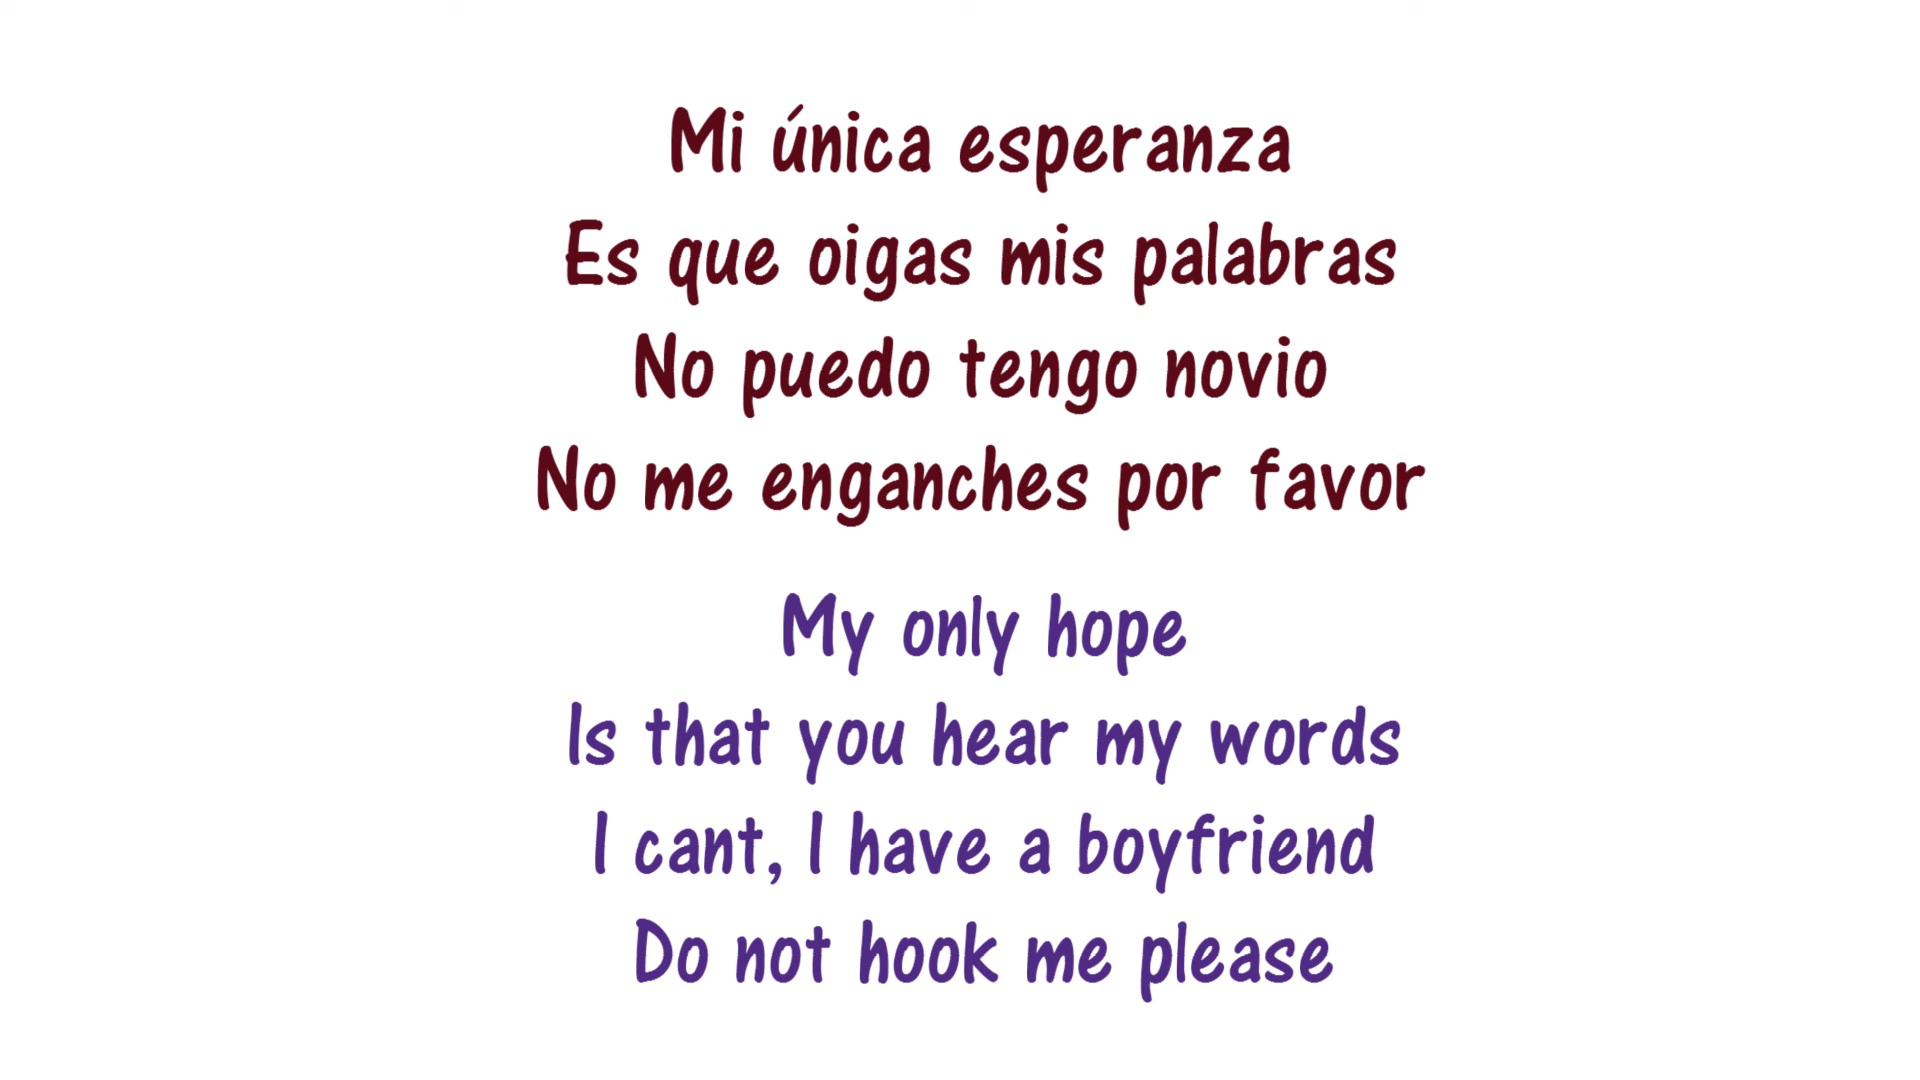 Mi única esperanza
Es que oigas mis palabras
No puedo tengo novio
No me enganches por favor
My only hope
Is that you hear my words
I cant, I have a boyfriend
Do not hook me please